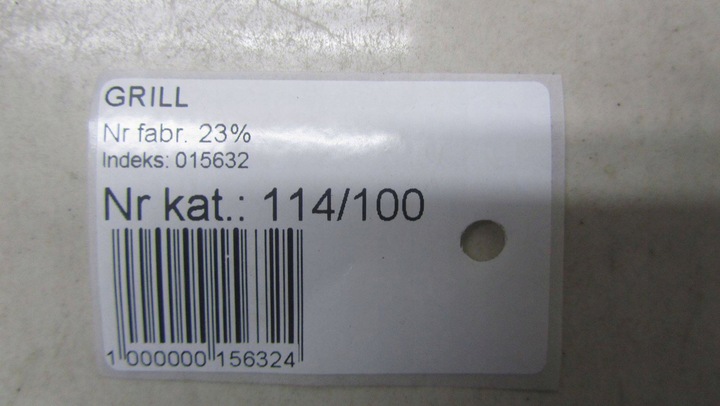 GRILL
Nr fabr. 23%
Indeks: 015632
Nr kat.: 114/100
1 000000 156324